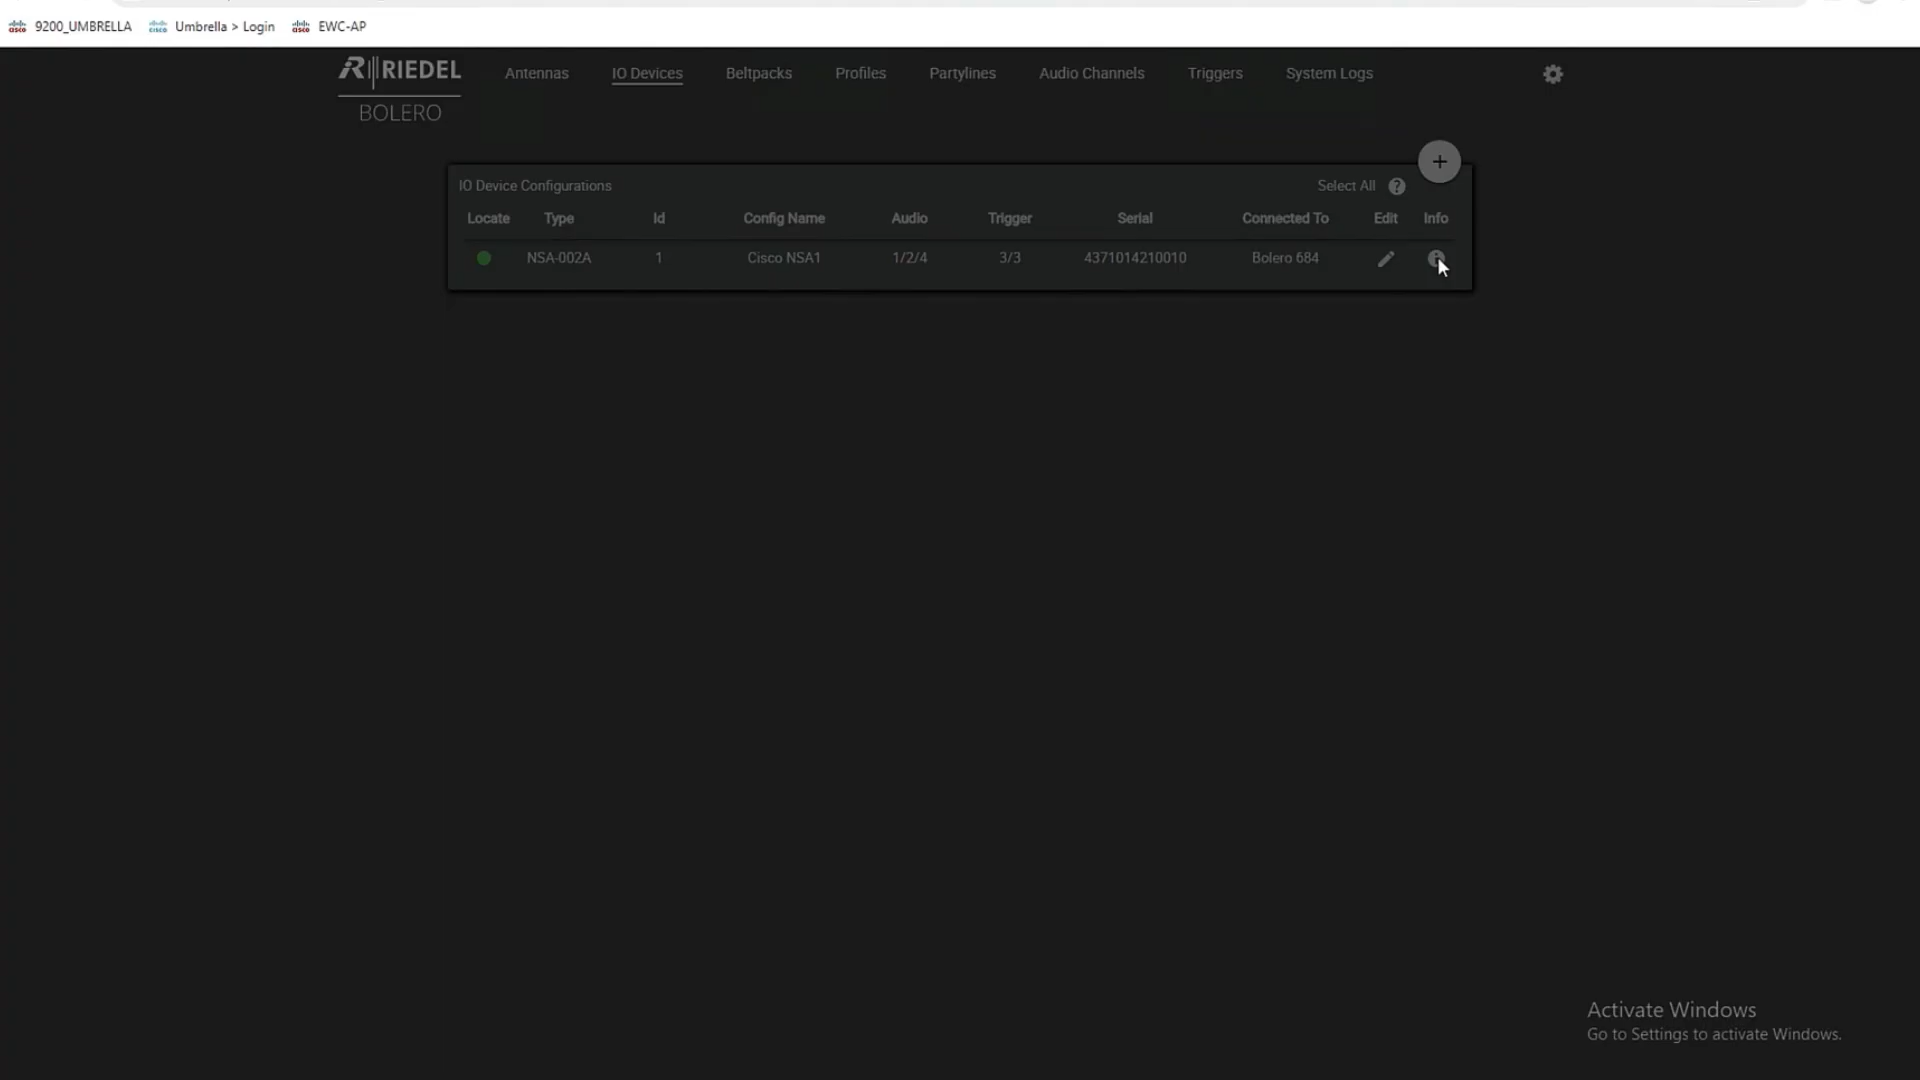 9200_UMBRELLA Umbrella > Login EWC-AP
RIEDEL
BOLERO
Antennas IO Devices Beltpacks Profiles Partylines Audio Channels Triggers System Logs
IO Device Configurations Select All
Locate Type Id Config Name Audio Trigger Serial Connected To Edit Info
NSA-002A 1 Cisco NSA1 1/2/4 3/3 4371014210010 Bolero 684
Activate Windows
Go to Settings to activate Windows.